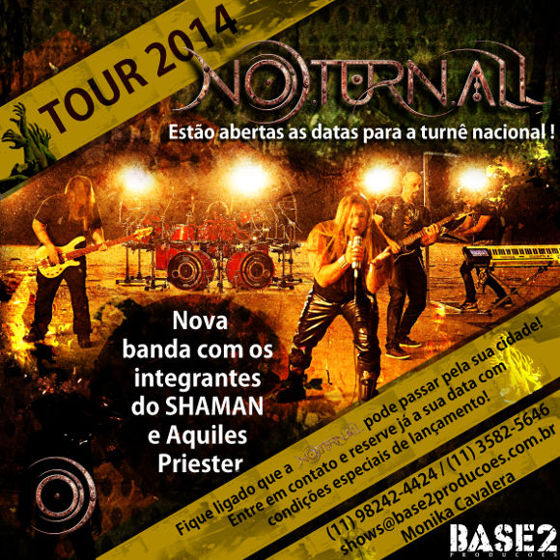 TOUR 2014
NOTURNALL
Estão abertas as datas para a turnê nacional !
Nova
banda com os
integrantes
do SHAMAN
e Aquiles
Priester
Fique ligado que a NOTURNALL pode passar pela sua cidade!
Entre em contato e reserve já a sua data com
condições especiais de lançamento!
(11) 98242-4424 / (11) 3582-5646
shows@base2producoes.com.br
Monika Cavalera
BASE2
PRODUÇÕES